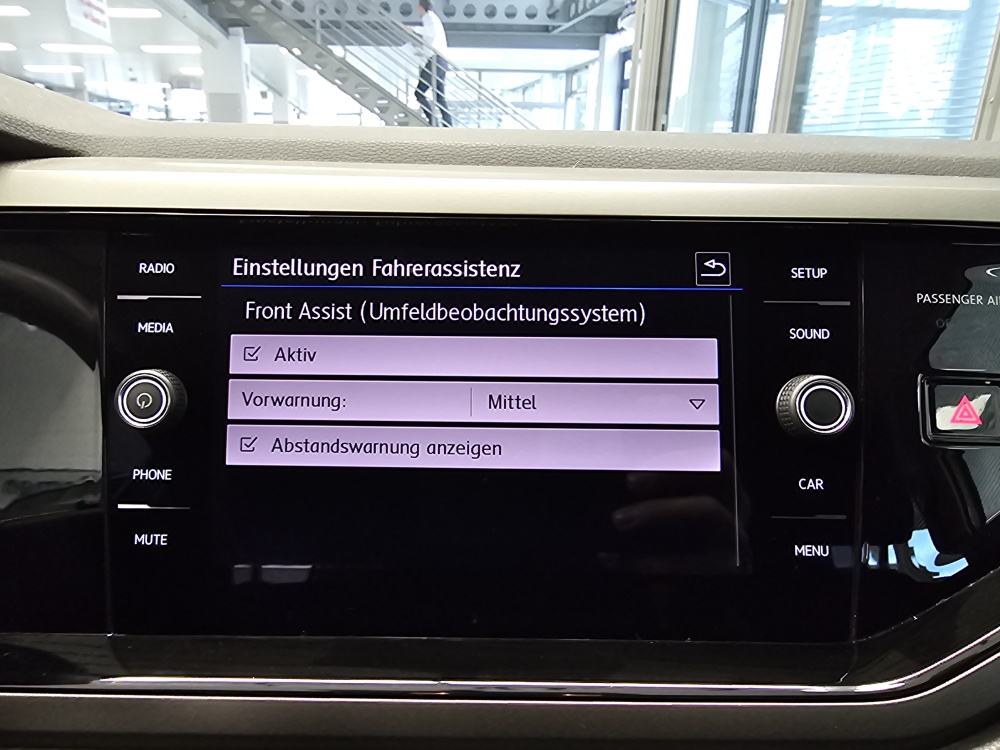 RADIO
MEDIA
PHONE
MUTE
Einstellungen Fahrerassistenz
Front Assist (Umfeldbeobachtungssystem)
Aktiv
Vorwarnung: Mittel
Abstandswarnung anzeigen
SETUP
SOUND
CAR
MENU
PASSENGER